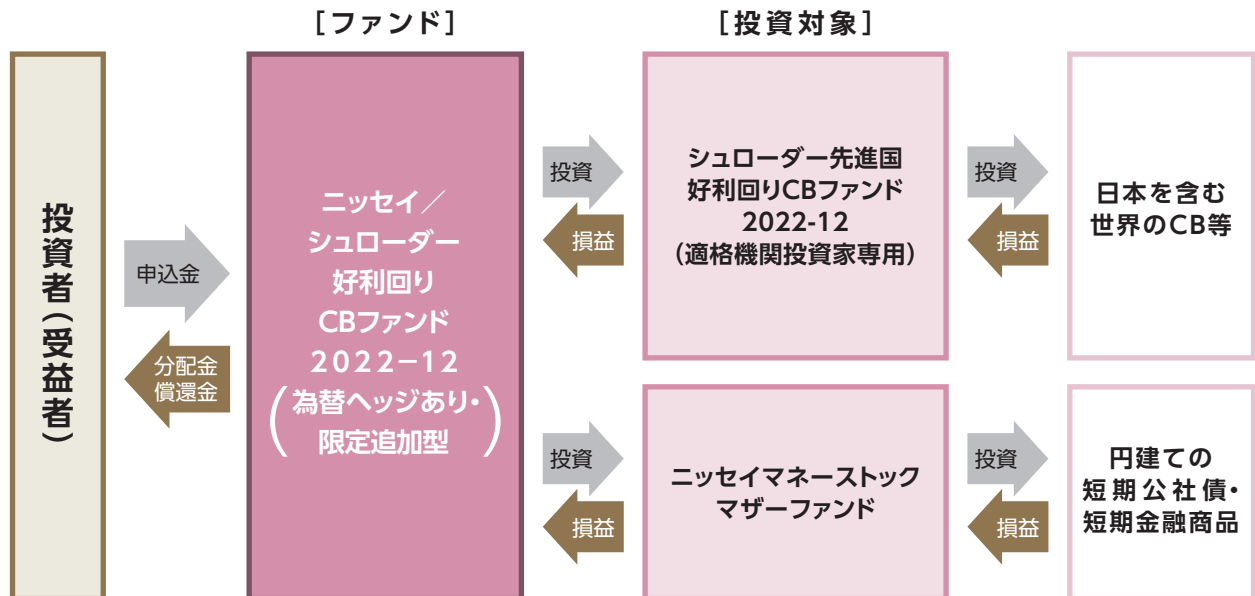 [ファンド]
[投資対象]
投資者(受益者)
申込金
分配金
償還金
ニッセイ／
シュローダー
好利回り
CBファンド
2022−12
(為替ヘッジあり・
限定追加型)
投資
損益
シュローダー先進国
好利回りCBファンド
2022-12
(適格機関投資家専用)
投資
損益
日本を含む
世界のCB等
投資
損益
ニッセイマネーストック
マザーファンド
投資
損益
円建ての
短期公社債・
短期金融商品